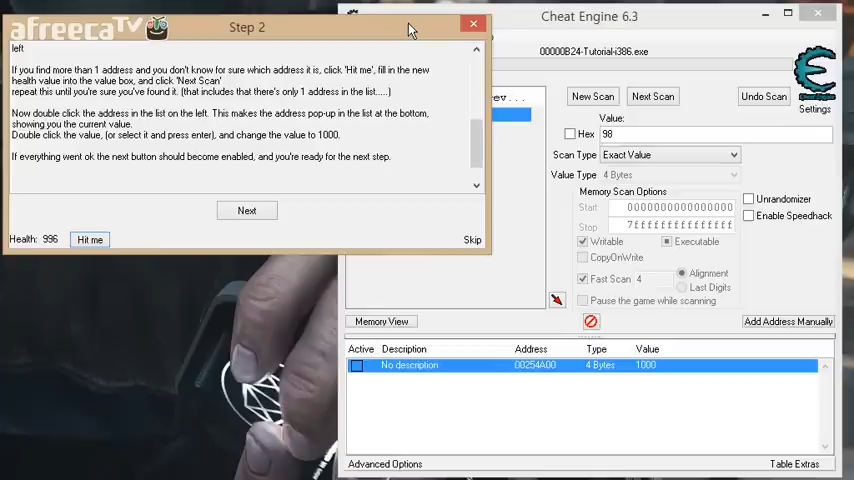 afreecaTV
Step 2
left
If you find more than 1 address and you don't know for sure which address it is, click 'Hit me', fill in the new
health value into the value box, and click 'Next Scan'
repeat this until you're sure you've found it. (that includes that there's only 1 address in the list.....)
Now double click the address in the list on the left. This makes the address pop-up in the list at the bottom,
showing you the current value.
Double click the value, (or select it and press enter), and change the value to 1000.
If everything went ok the next button should become enabled, and you're ready for the next step.
Next
Health: 996
Hit me
Skip
Cheat Engine 6.3
00000B24-Tutorial-i386.exe
ev...
New Scan
Next Scan
Undo Scan
Settings
Value:
Hex
98
Scan Type
Exact Value
Value Type
4 Bytes
Memory Scan Options
Start
0000000000000000
Stop
7fffffffffffffff
Writable
Executable
CopyOnWrite
Fast Scan
4
Alignment
Last Digits
Pause the game while scanning
Unrandomizer
Enable Speedhack
Memory View
Add Address Manually
Active Description Address Type Value
No description 00254A00 4 Bytes 1000
Advanced Options
Table Extras